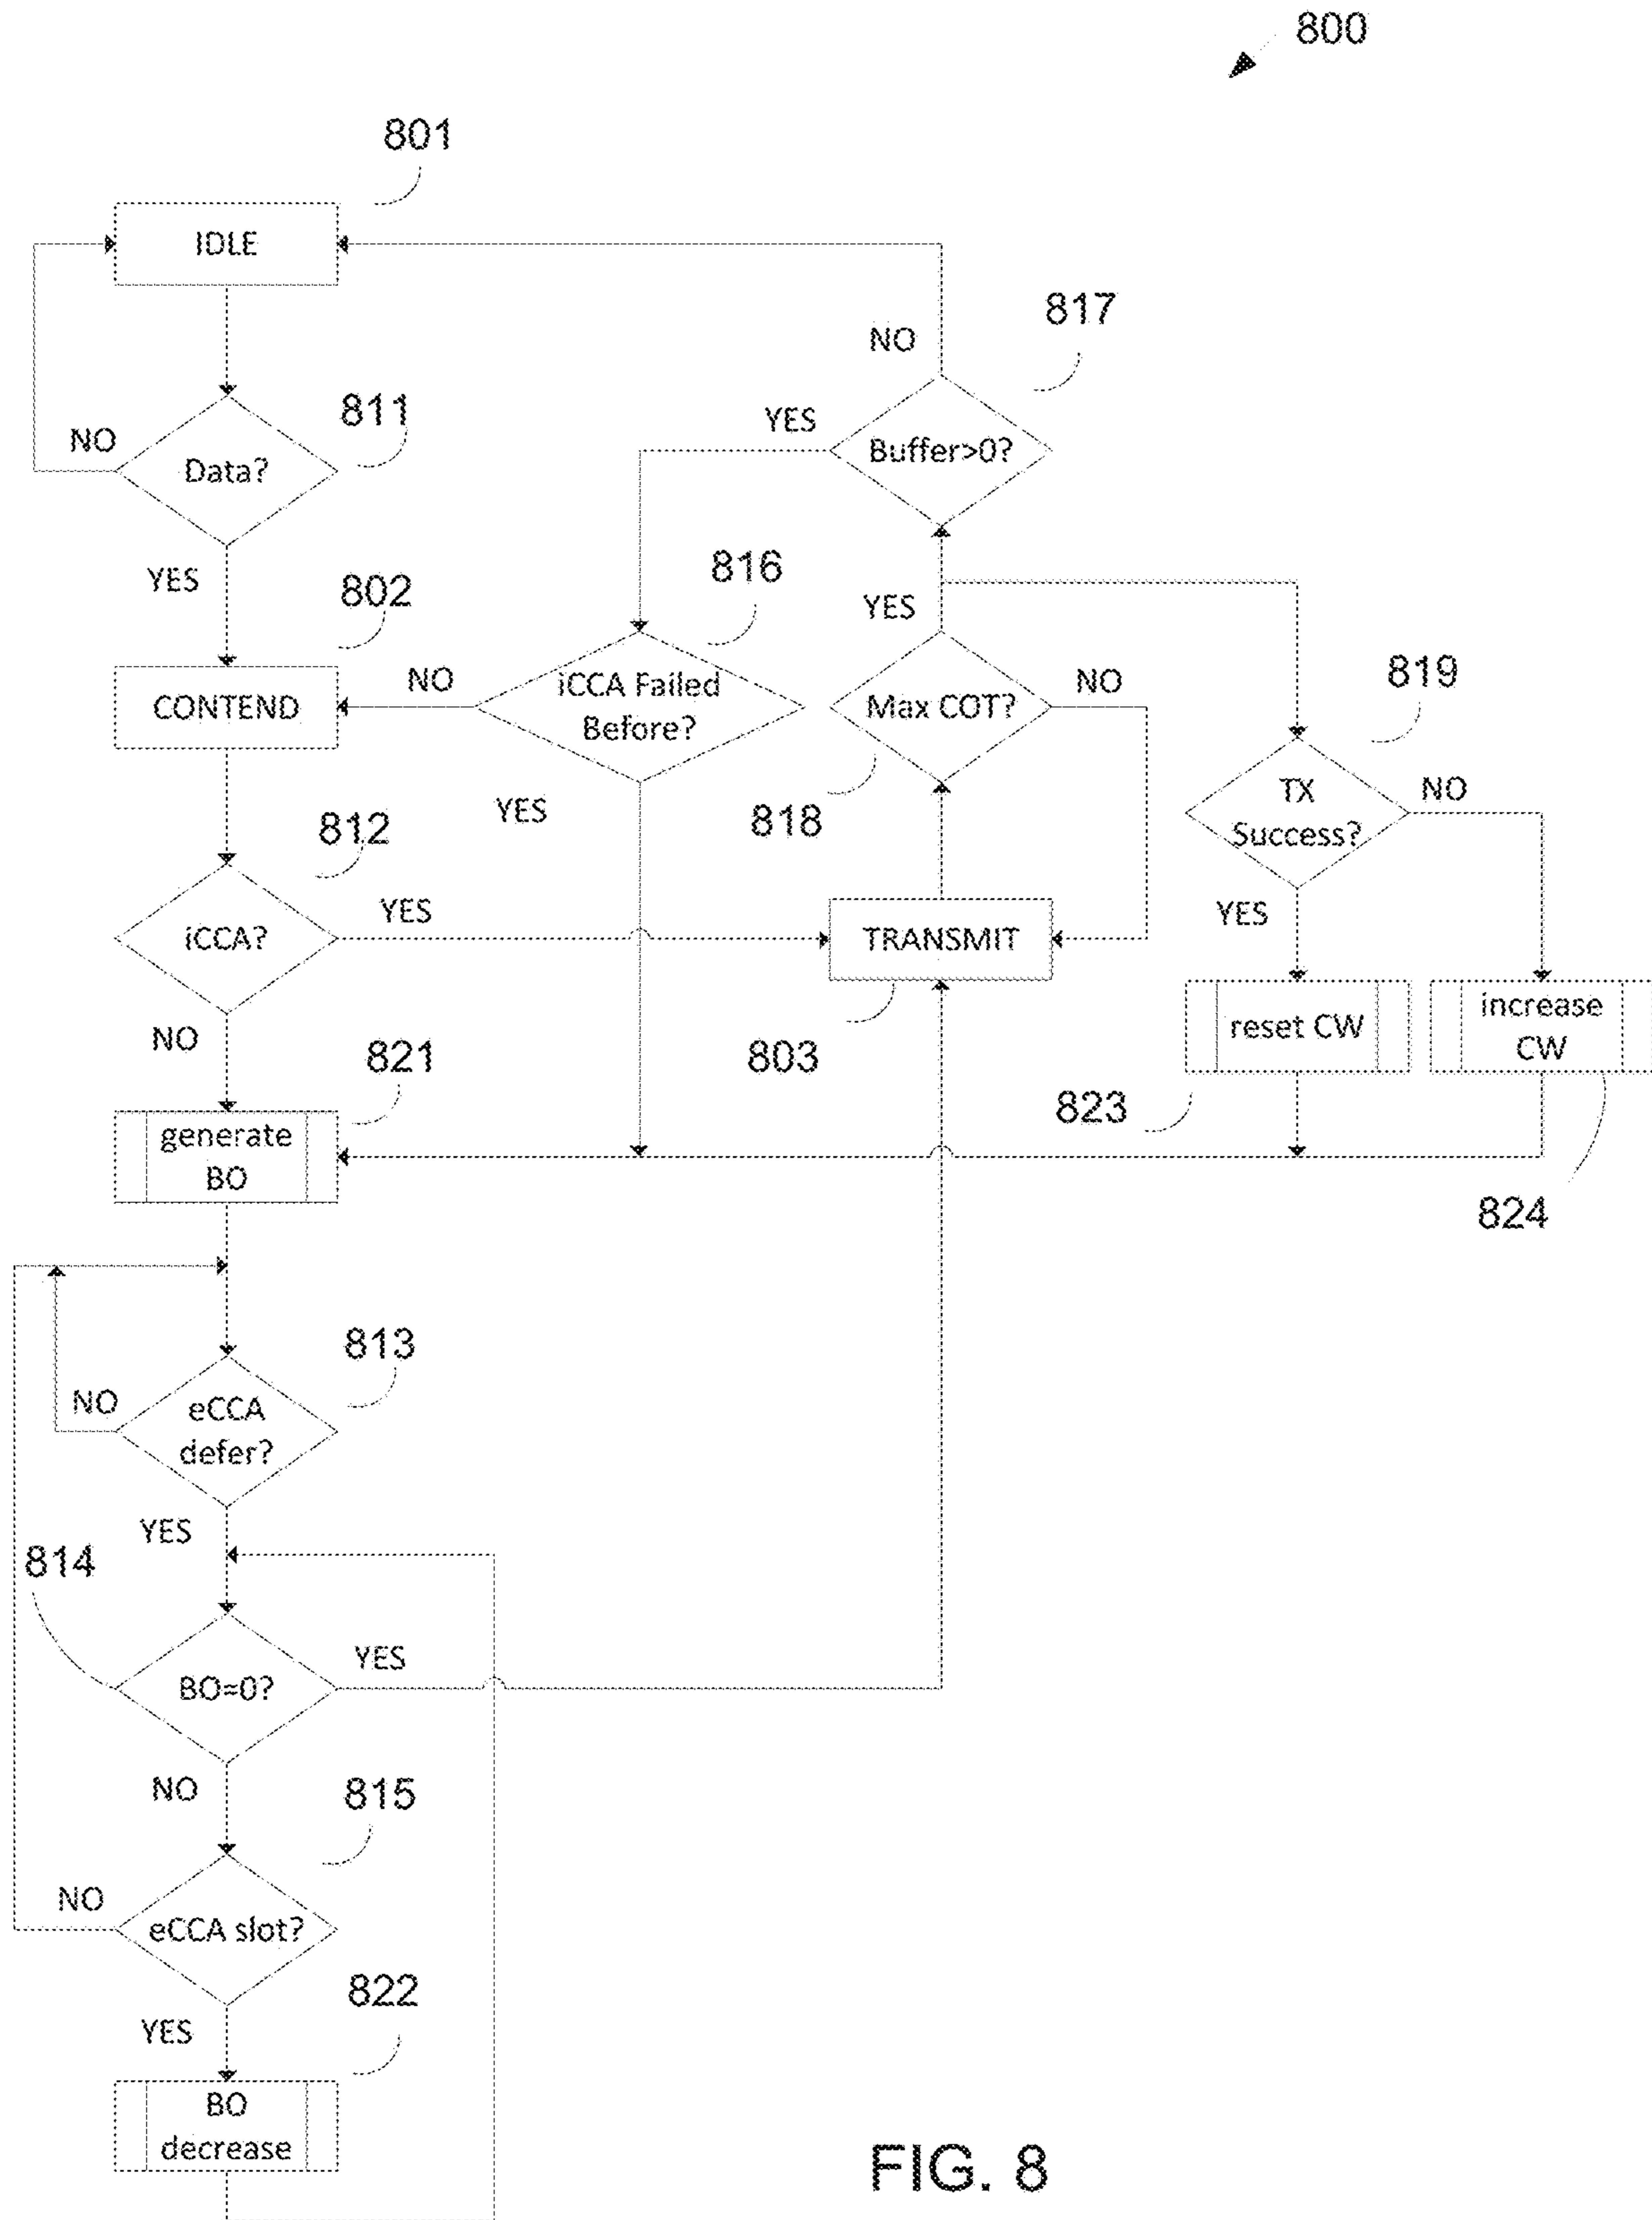 800
801
IDLE
817
NO
811
YES
NO
Data?
Buffer>0?
816
YES
802
YES
819
NO
iCCA Failed
Before?
NO
CONTEND
Max COT?
TX
Success?
NO
YES
818
812
YES
YES
iCCA?
TRANSMIT
increase
CW
reset CW
NO
821
803
823
generate
BO
824
813
NO
eCCA
defer?
YES
814
YES
BO=0?
NO
815
NO
eCCA slot?
822
YES
BO
decrease
FIG. 8